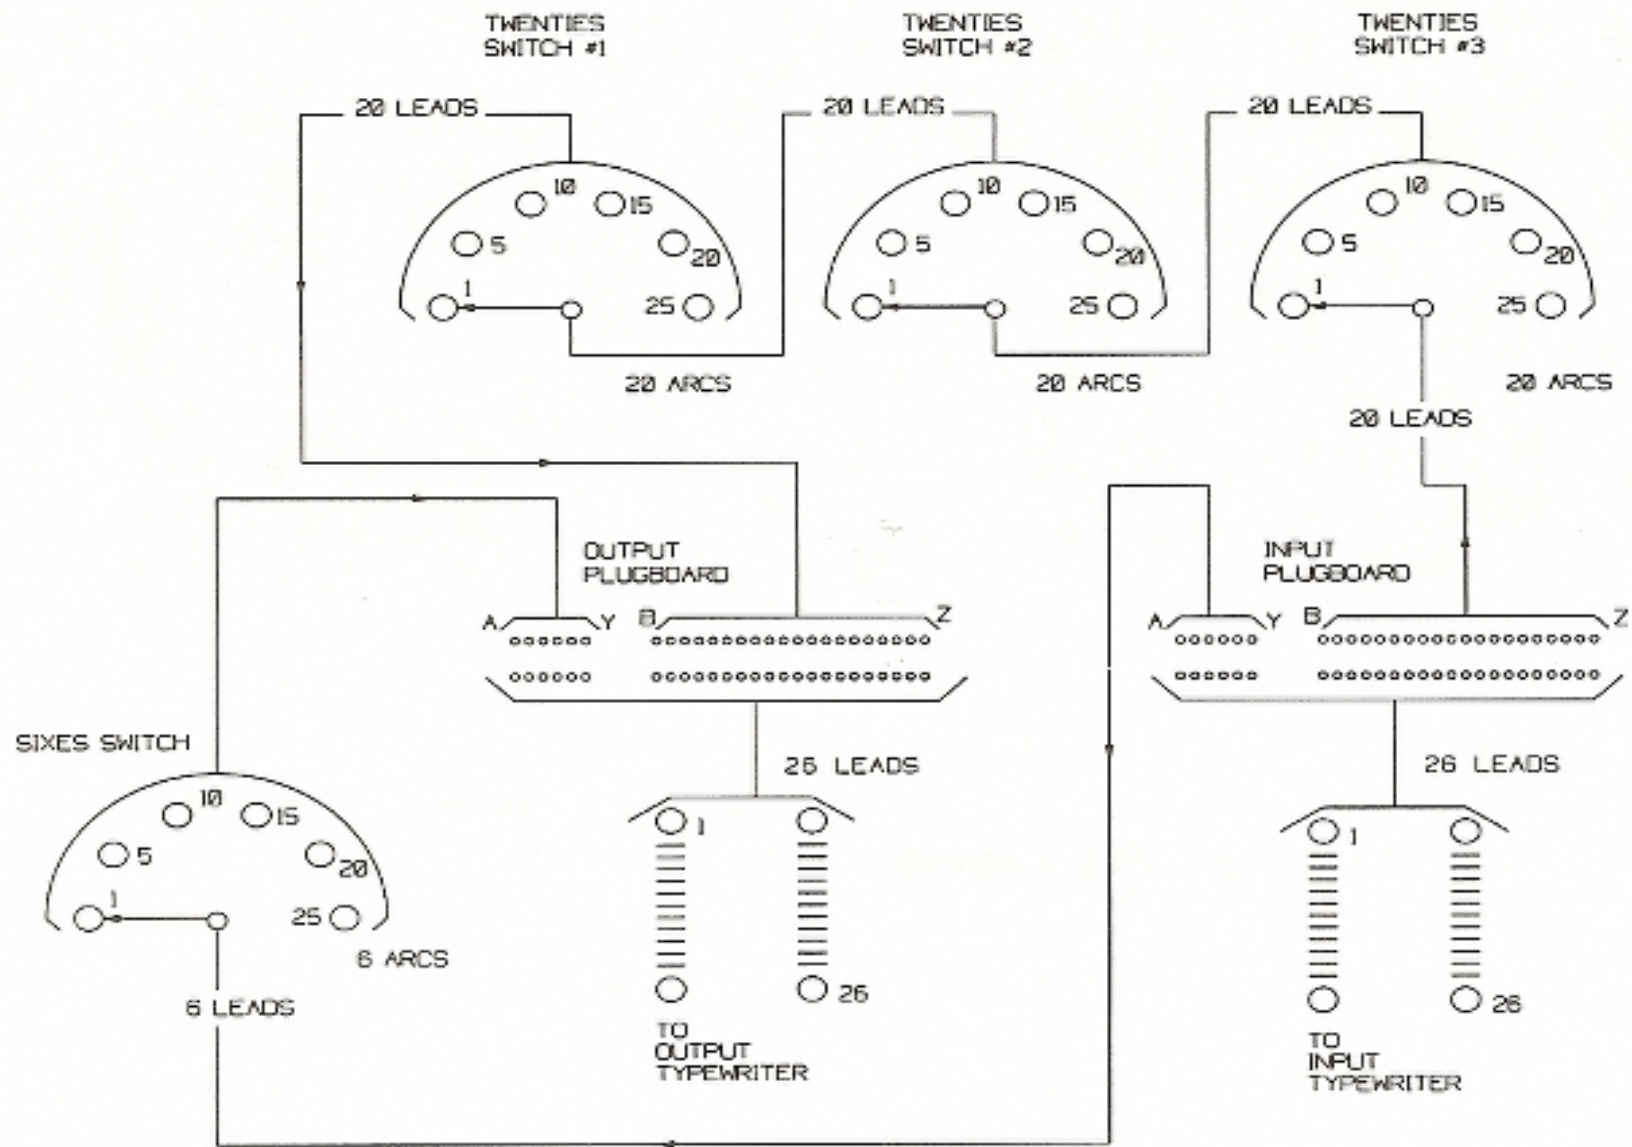 TWENTIES
SWITCH #1
TWENTIES
SWITCH #2
TWENTIES
SWITCH #3
20 LEADS
20 LEADS
20 LEADS
10
15
5
20
1
25
10
15
5
20
1
25
10
15
5
20
1
25
20 ARCS
20 ARCS
20 ARCS
20 LEADS
OUTPUT
PLUGBOARD
INPUT
PLUGBOARD
A
Y
B
Z
A
Y
B
Z
SIXES SWITCH
26 LEADS
26 LEADS
10
15
5
20
1
25
6 ARCS
6 LEADS
1
26
TO
OUTPUT
TYPEWRITER
1
26
TO
INPUT
TYPEWRITER